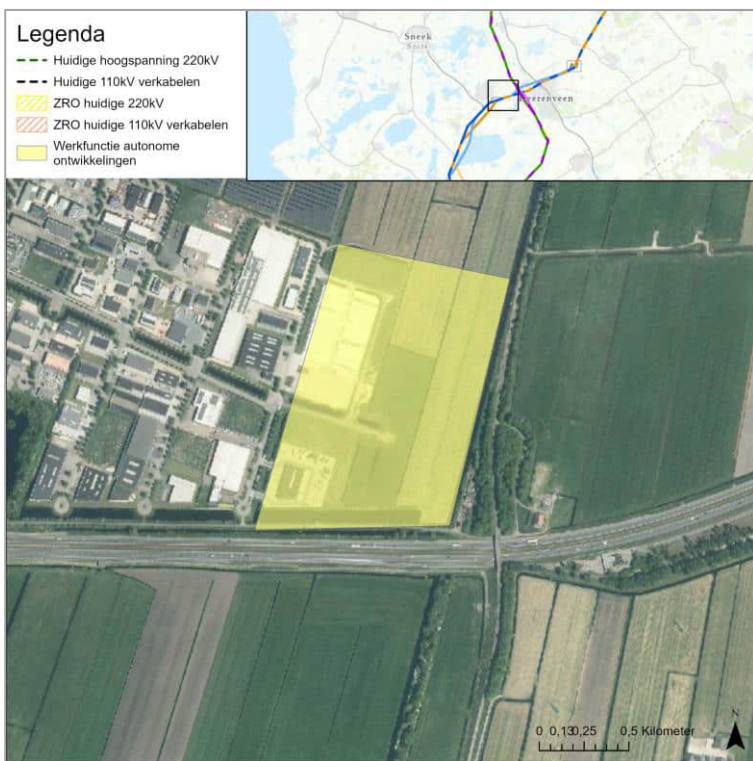 Legenda
Huidige hoogspanning 220kV
Huidige 110kV verkabelen
ZRO huidige 220kV
ZRO huidige 110kV verkabelen
Werkfunctie autonome
ontwikkelingen
Sneek
Heerenveen
N
0 0,130,25 0,5 Kilometer